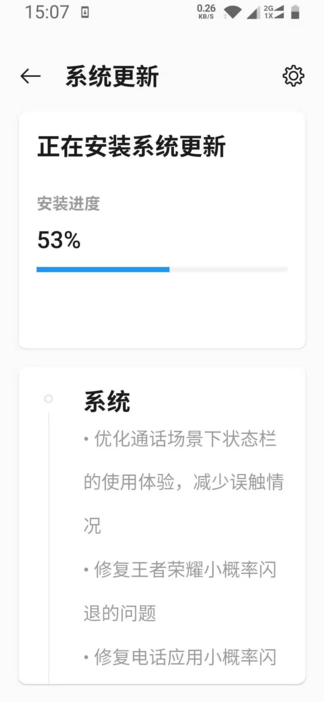 15:07
0.26
KB/S
2G
1X
系统更新
正在安装系统更新
安装进度
53%
系统
• 优化通话场景下状态栏
的使用体验，减少误触情
况
• 修复王者荣耀小概率闪
退的问题
• 修复电话应用小概率闪